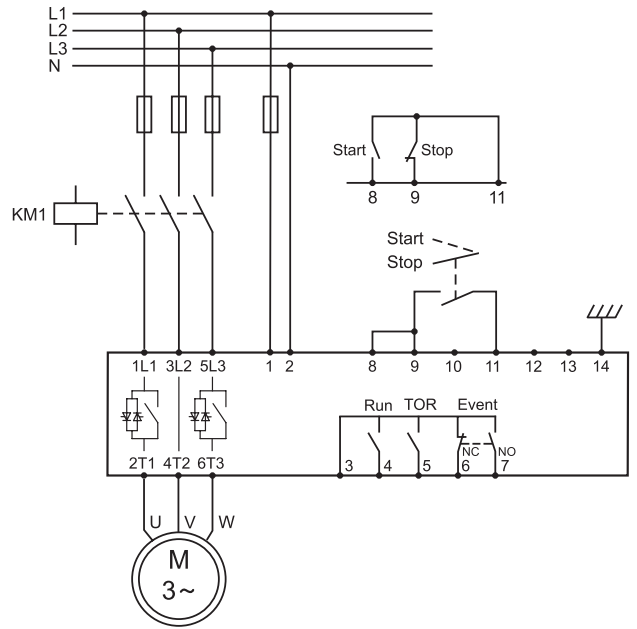 L1
L2
L3
N
Start Stop
8 9 11
KM1
Start
Stop
1L1 3L2 5L3 1 2 8 9 10 11 12 13 14
Run TOR Event
NC NO
2T1 4T2 6T3 3 4 5 6 7
U V W
M
3~